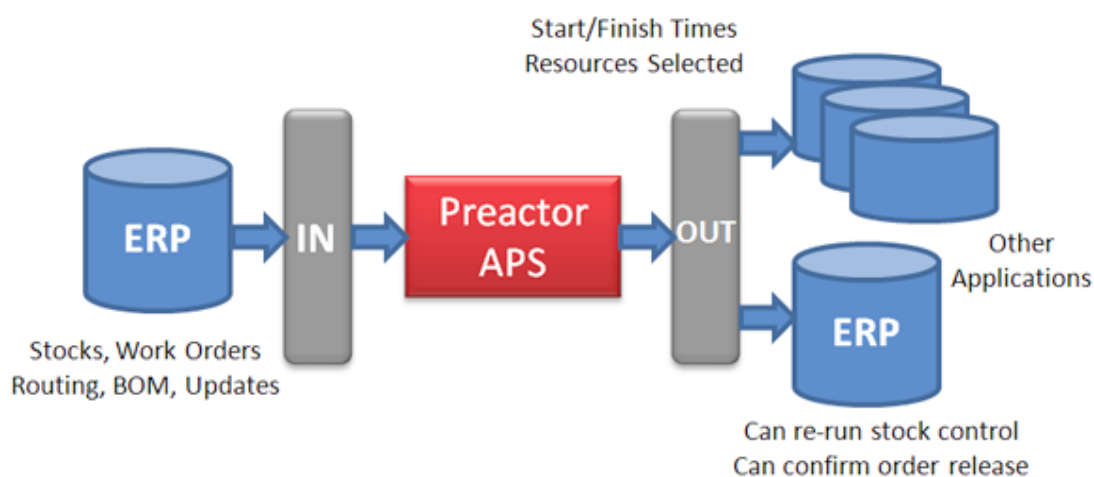 Start/Finish Times
Resources Selected
ERP
IN
Preactor
APS
OUT
Other
Applications
ERP
Stocks, Work Orders
Routing, BOM, Updates
Can re-run stock control
Can confirm order release